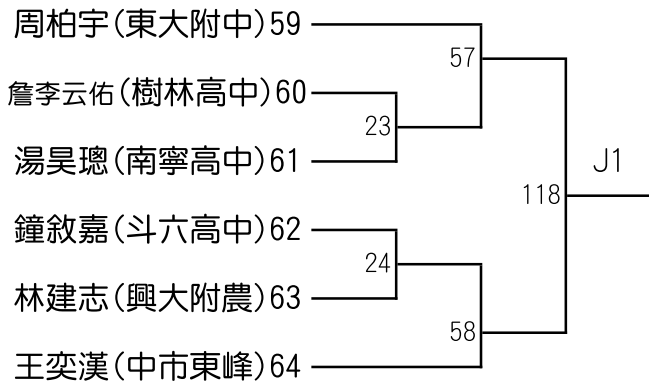 周柏宇(東大附中)59
57
詹李云佑(樹林高中)60
23
湯昊璁(南寧高中)61
J1
118
鐘敘嘉(斗六高中)62
24
林建志(興大附農)63
58
王奕漢(中市東峰)64